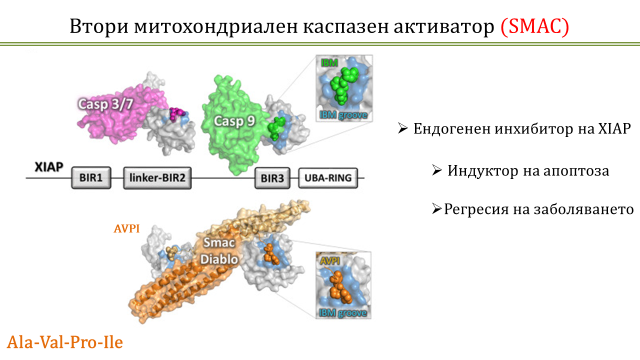 Втори митохондриален каспазен активатор (SMAC)
IBM
IBM groove
Casp 3/7
Casp 9
➢ Ендогенен инхибитор на XIAP
XIAP
BIR1
linker-BIR2
BIR3
UBA-RING
➢ Индуктор на апоптоза
➢Регресия на заболяването
AVPI
Smac
Diablo
AVPI
IBM groove
Ala-Val-Pro-Ile